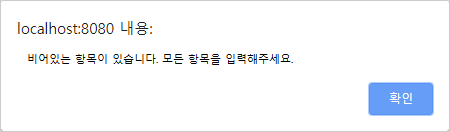 localhost:8080 내용:
비어있는 항목이 있습니다. 모든 항목을 입력해주세요.
확인